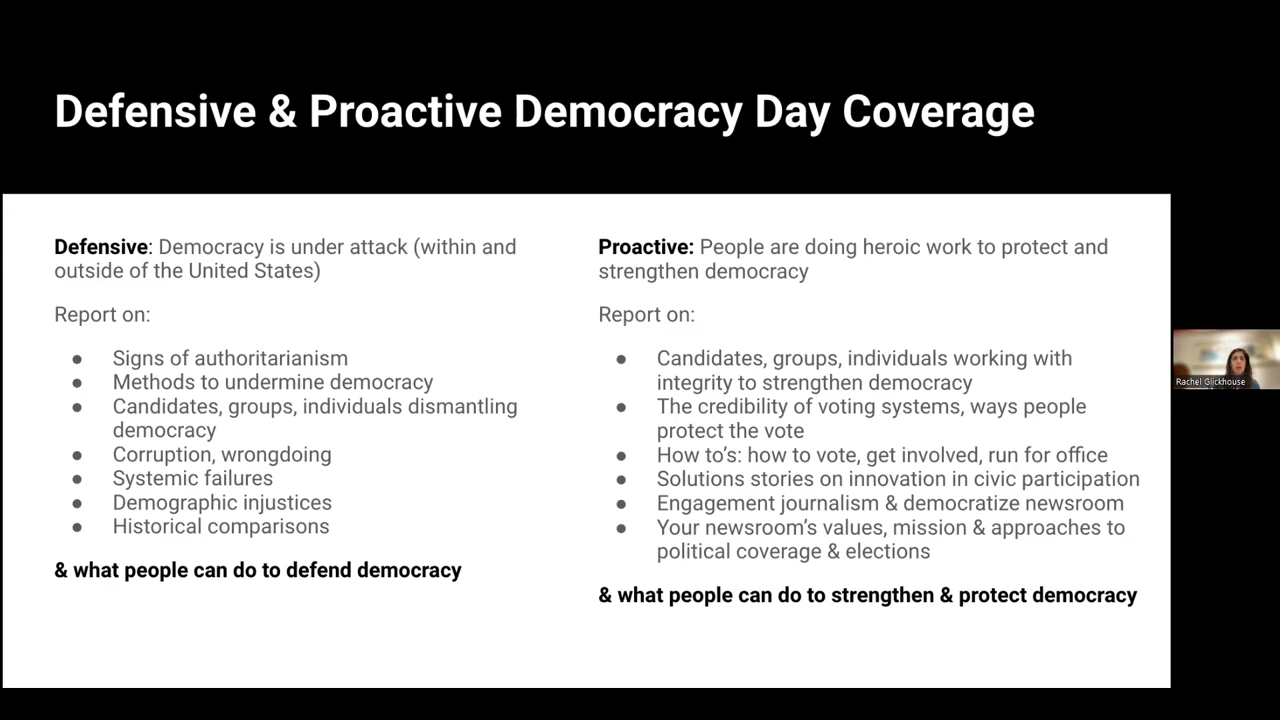 Defensive & Proactive Democracy Day Coverage
Defensive: Democracy is under attack (within and
outside of the United States)
Report on:
● Signs of authoritarianism
● Methods to undermine democracy
● Candidates, groups, individuals dismantling
democracy
● Corruption, wrongdoing
● Systemic failures
● Demographic injustices
● Historical comparisons
& what people can do to defend democracy
Proactive: People are doing heroic work to protect and
strengthen democracy
Report on:
● Candidates, groups, individuals working with
integrity to strengthen democracy
● The credibility of voting systems, ways people
protect the vote
● How to’s: how to vote, get involved, run for office
● Solutions stories on innovation in civic participation
● Engagement journalism & democratize newsroom
● Your newsroom’s values, mission & approaches to
political coverage & elections
& what people can do to strengthen & protect democracy
Rachel Glickhouse